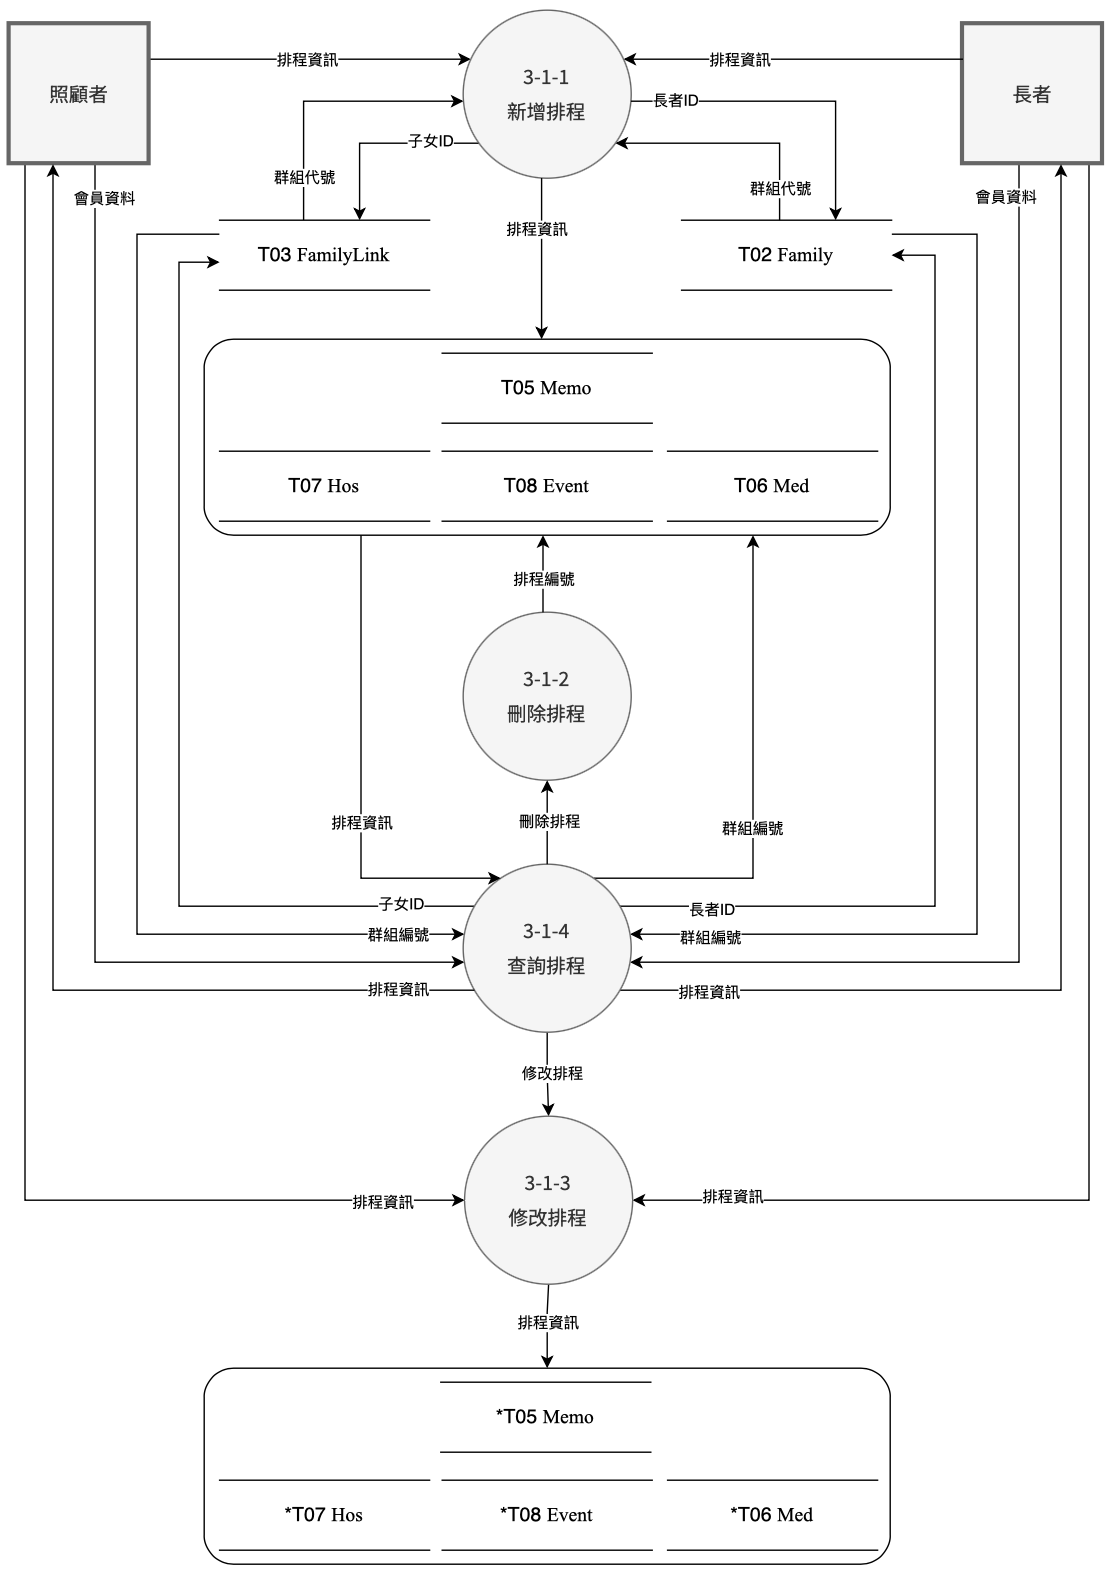 照顧者
排程資訊
3-1-1
新增排程
排程資訊
長者
子女ID
長者ID
群組代號
群組代號
會員資料
會員資料
排程資訊
T03 FamilyLink
T02 Family
T05 Memo
T07 Hos
T08 Event
T06 Med
排程編號
3-1-2
刪除排程
排程資訊
刪除排程
群組編號
子女ID
長者ID
群組編號
群組編號
3-1-4
查詢排程
排程資訊
排程資訊
修改排程
3-1-3
修改排程
排程資訊
排程資訊
排程資訊
*T05 Memo
*T07 Hos
*T08 Event
*T06 Med